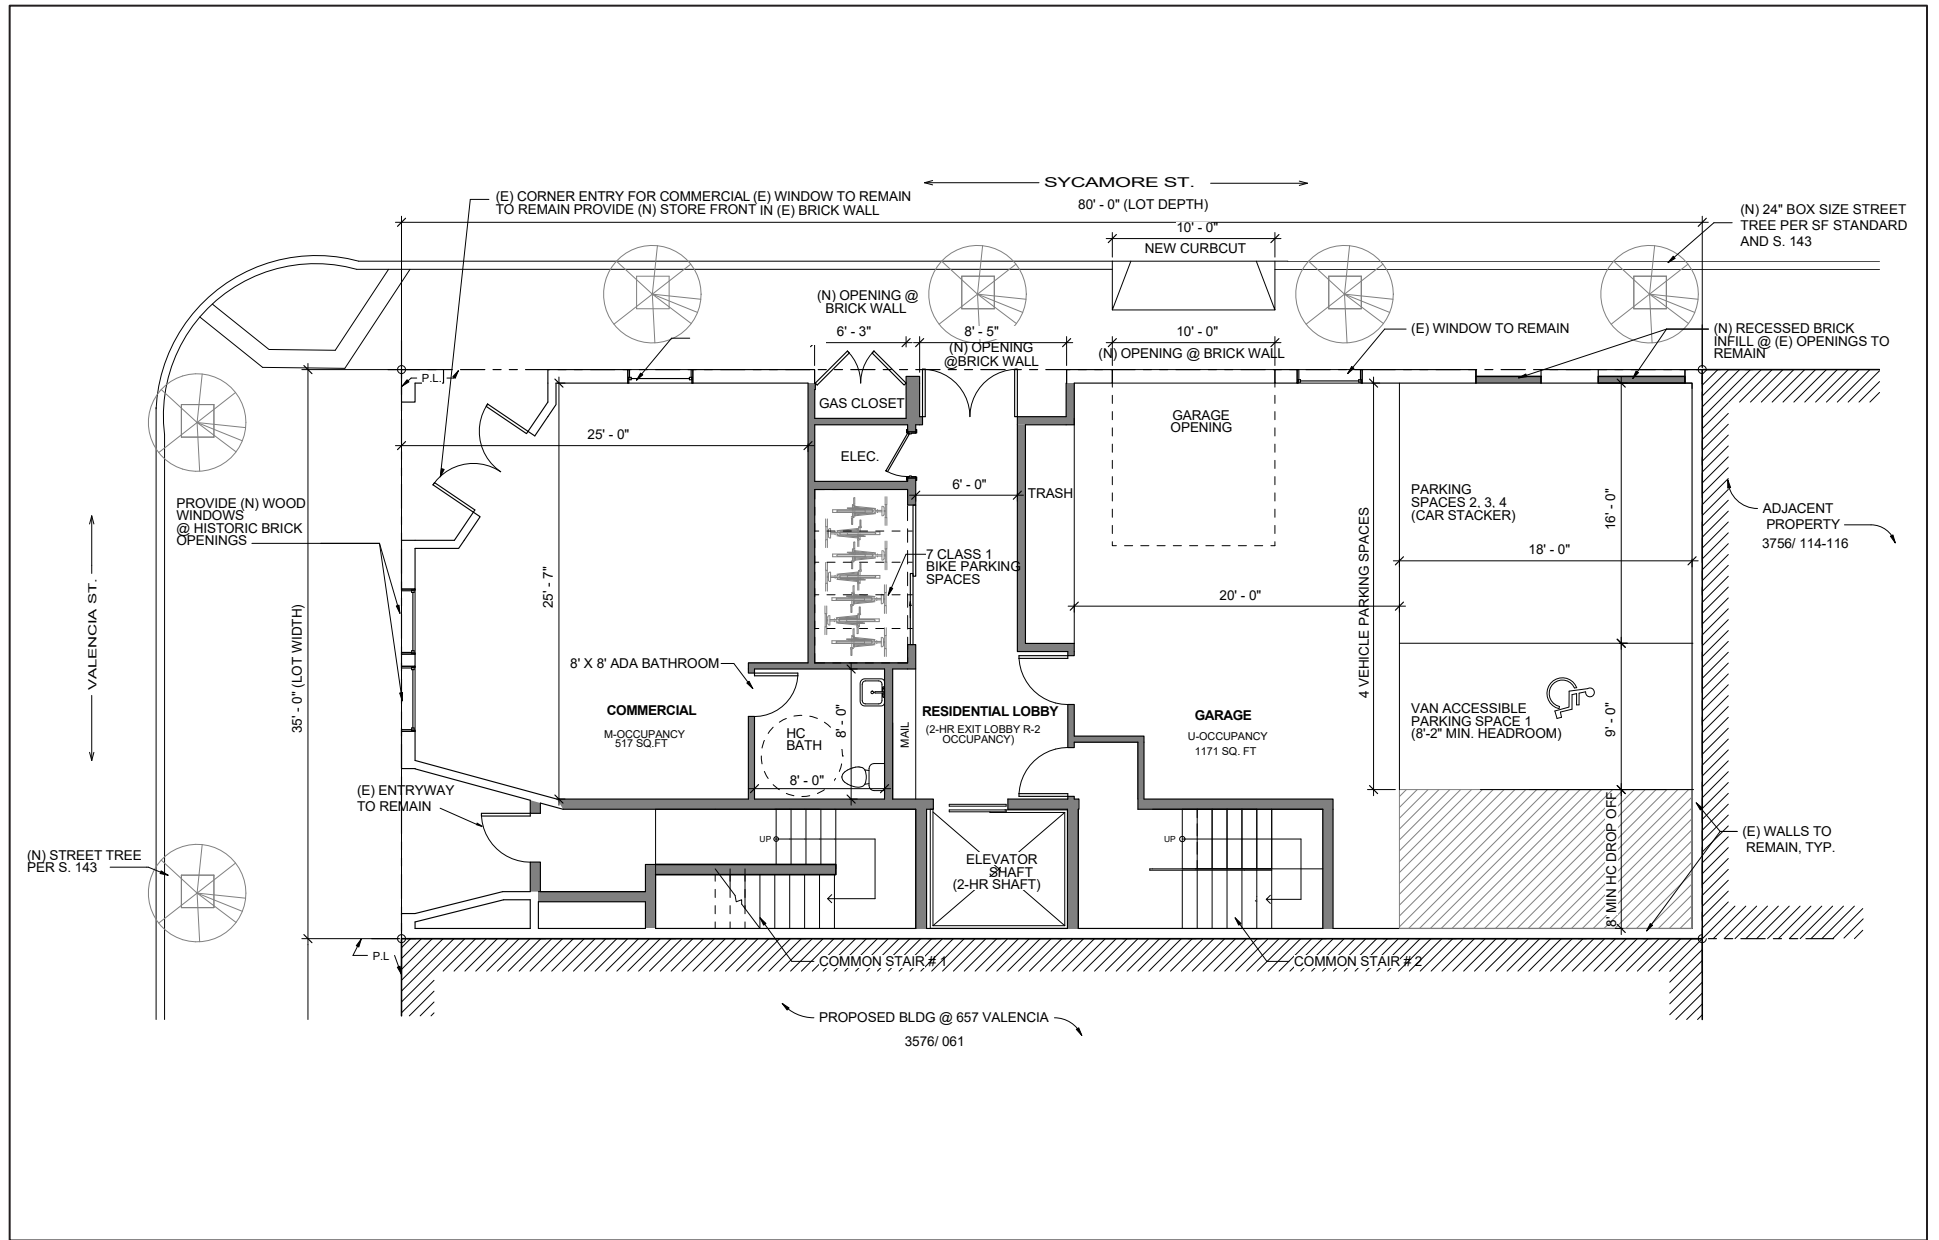 SYCAMORE ST.
80' - 0" (LOT DEPTH)
(E) CORNER ENTRY FOR COMMERCIAL
TO REMAIN PROVIDE (N) STORE FRONT
(E) WINDOW TO REMAIN
IN (E) BRICK WALL
10' - 0"
NEW CURBCUT
(N) 24" BOX SIZE STREET
TREE PER SF STANDARD
AND S. 143
(N) OPENING @
BRICK WALL
6' - 3"
8' - 5"
(N) OPENING
@BRICK WALL
10' - 0"
(N) OPENING @ BRICK WALL
(E) WINDOW TO REMAIN
(N) RECESSED BRICK
INFILL @ (E) OPENINGS TO
REMAIN
P.L.
GAS CLOSET
GARAGE
OPENING
25' - 0"
ELEC.
6' - 0"
TRASH
PARKING
SPACES 2, 3, 4
(CAR STACKER)
16' - 0"
ADJACENT
PROPERTY
3756/ 114-116
PROVIDE (N) WOOD
WINDOWS
@ HISTORIC BRICK
OPENINGS
VALENCIA ST.
35' - 0" (LOT WIDTH)
25' - 7"
7 CLASS 1
BIKE PARKING
SPACES
18' - 0"
20' - 0"
4 VEHICLE PARKING SPACES
8' X 8' ADA BATHROOM
COMMERCIAL
M-OCCUPANCY
517 SQ.FT
HC
BATH
8' - 0"
8' - 0"
MAIL
RESIDENTIAL LOBBY
(2-HR EXIT LOBBY R-2
OCCUPANCY)
GARAGE
U-OCCUPANCY
1171 SQ. FT
VAN ACCESSIBLE
PARKING SPACE 1
(8'-2" MIN. HEADROOM)
9' - 0"
(E) ENTRYWAY
TO REMAIN
UP
UP
ELEVATOR
SHAFT
(2-HR SHAFT)
8' MIN HC DROP OFF
(E) WALLS TO
REMAIN, TYP.
(N) STREET TREE
PER S. 143
P.L
COMMON STAIR # 1
COMMON STAIR # 2
PROPOSED BLDG @ 657 VALENCIA
3576/ 061